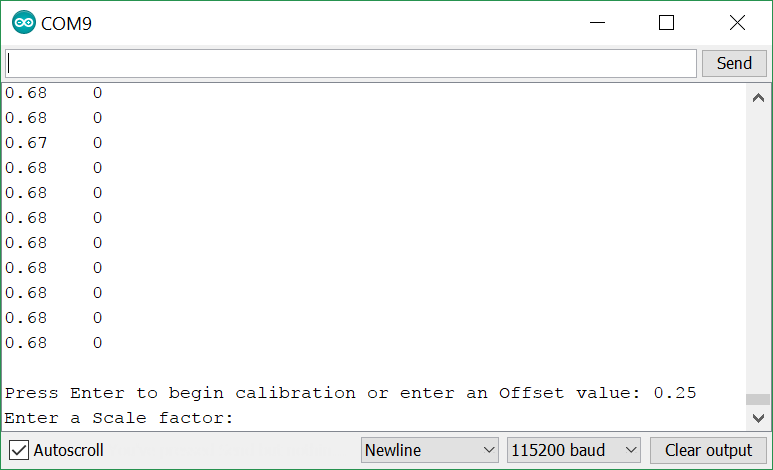 COM9
Send
0.68 0
0.68 0
0.67 0
0.68 0
0.68 0
0.68 0
0.68 0
0.68 0
0.68 0
0.68 0
0.68 0
Press Enter to begin calibration or enter an Offset value: 0.25
Enter a Scale factor:
Autoscroll
Newline
115200 baud
Clear output